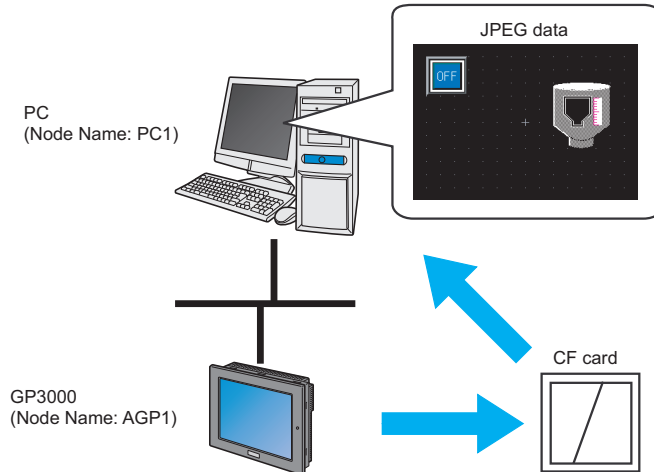 JPEG data
OFF
PC
(Node Name: PC1)
CF card
GP3000
(Node Name: AGP1)